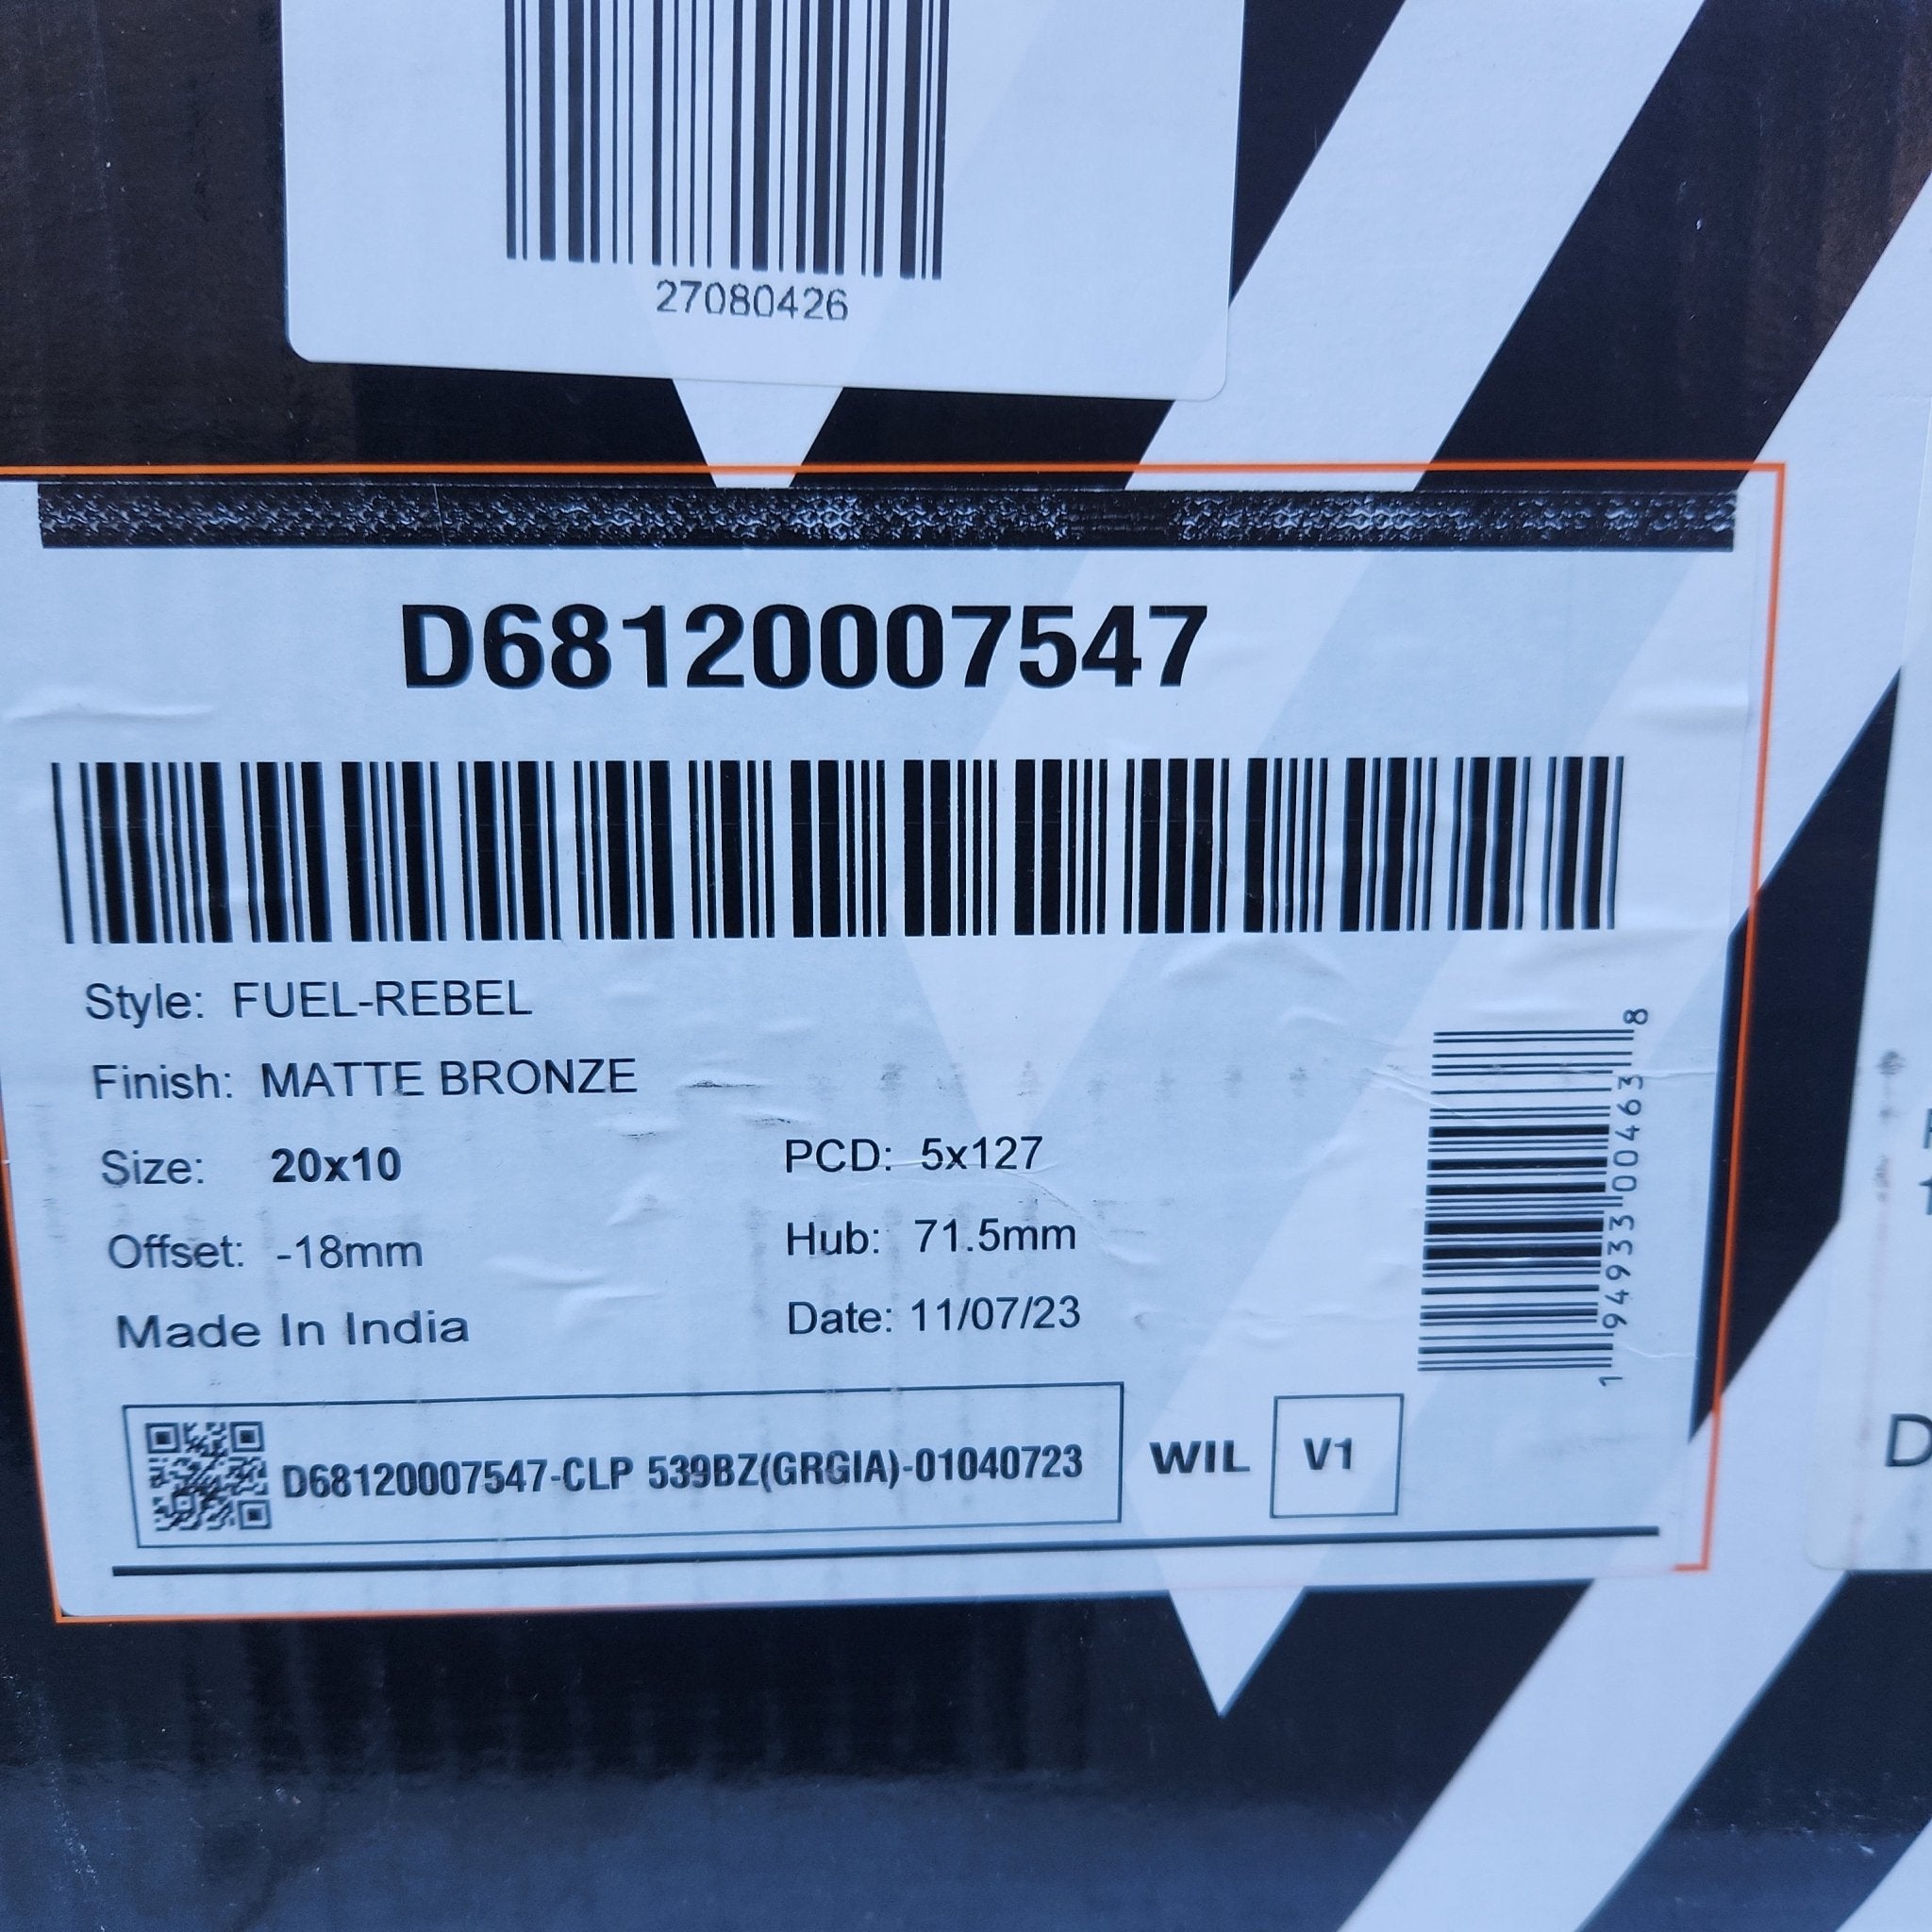 27080426
D68120007547
Style: FUEL-REBEL
Finish: MATTE BRONZE
Size: 20x10
PCD: 5x127
Offset: -18mm
Hub: 71.5mm
Made In India
Date: 11/07/23
1 94933 00463 8
D68120007547-CLP 539BZ(GRGIA)-01040723
WIL
V1
D